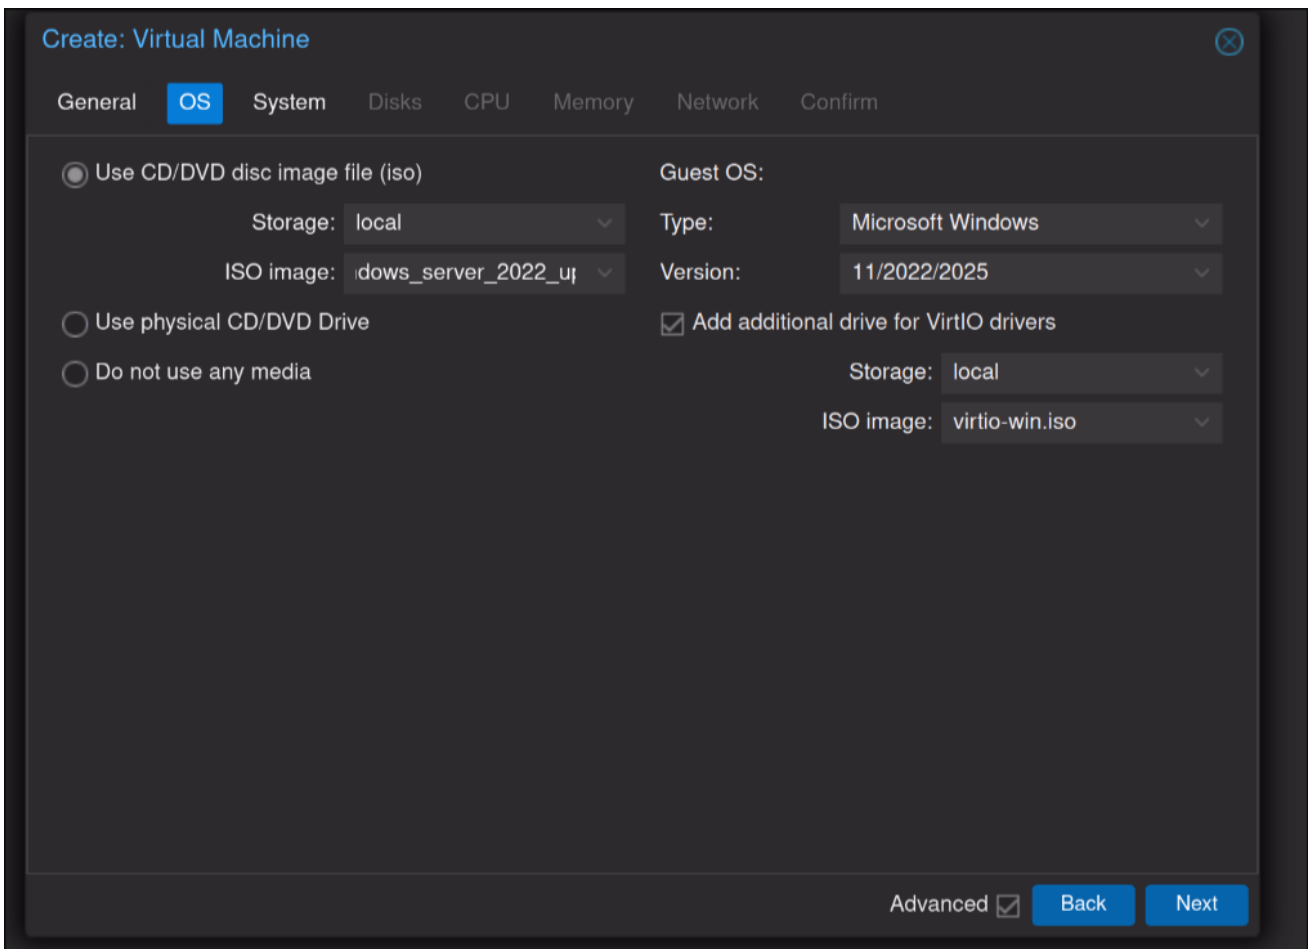 Create: Virtual Machine
General OS System Disks CPU Memory Network Confirm
Use CD/DVD disc image file (iso)
Storage: local
ISO image: dows_server_2022_up
Use physical CD/DVD Drive
Do not use any media
Guest OS:
Type: Microsoft Windows
Version: 11/2022/2025
Add additional drive for VirtIO drivers
Storage: local
ISO image: virtio-win.iso
Advanced Back Next